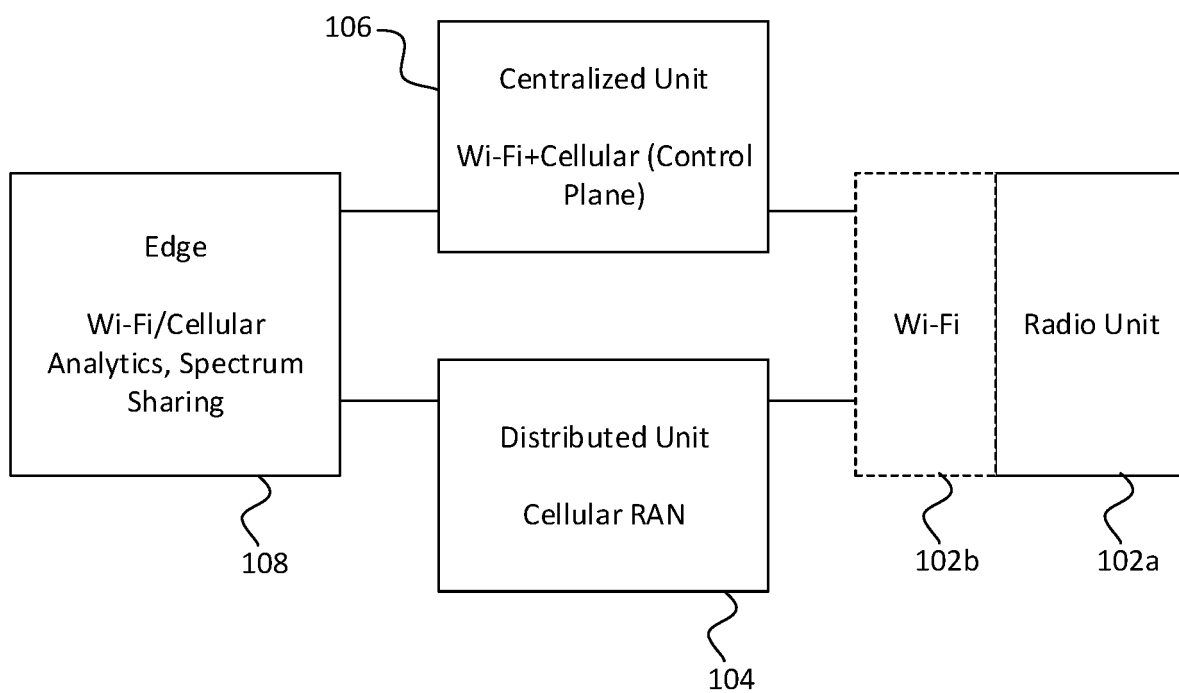 106
Centralized Unit
Wi-Fi+Cellular (Control
Plane)
Edge
Wi-Fi/Cellular
Analytics, Spectrum
Sharing
108
Distributed Unit
Cellular RAN
104
Wi-Fi
Radio Unit
102b
102a